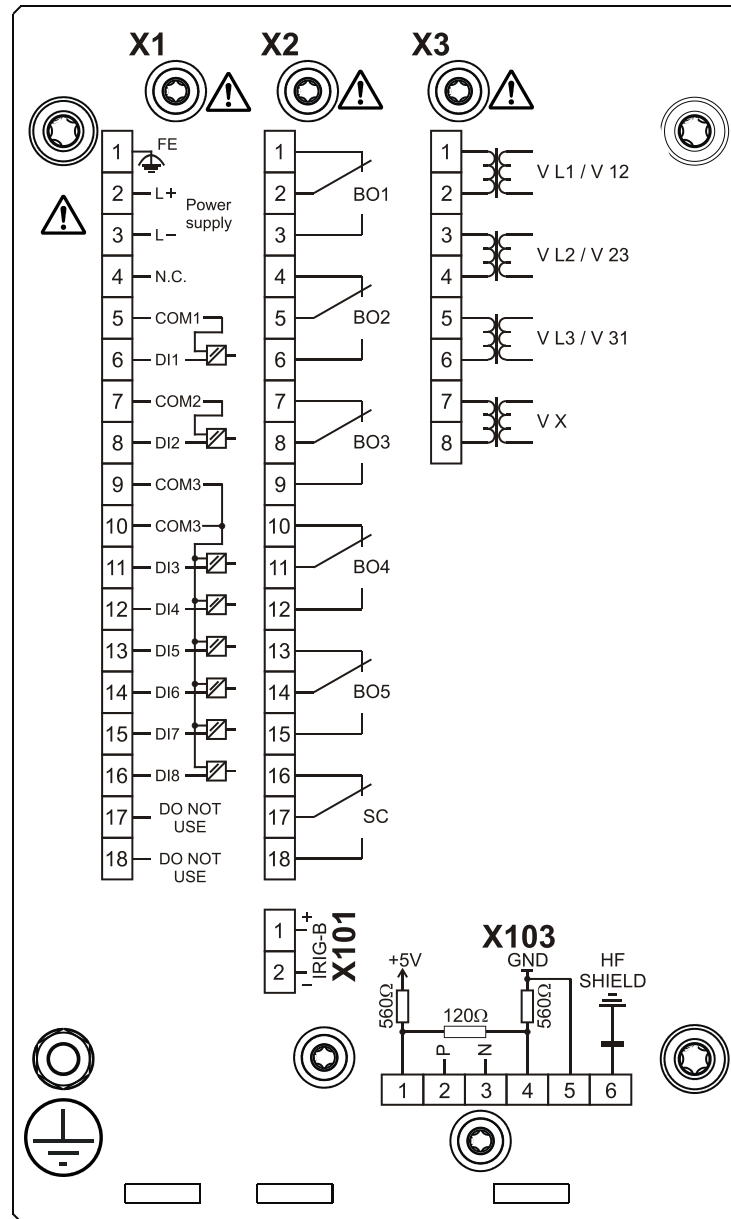 X1
X2
X3
1 FE
2 L+
Power
supply
3 L−
4 N.C.
5 COM1
6 DI1
7 COM2
8 DI2
9 COM3
10 COM3
11 DI3
12 DI4
13 DI5
14 DI6
15 DI7
16 DI8
17 DO NOT
USE
18 DO NOT
USE
1
2 BO1
3
4
5 BO2
6
7
8 BO3
9
10
11 BO4
12
13
14 BO5
15
16
17 SC
18
1
V L1 / V 12
2
3
V L2 / V 23
4
5
V L3 / V 31
6
7
V X
8
1 +
2 −
IRIG-B
X101
X103
+5V
GND
HF
SHIELD
560Ω
120Ω
560Ω
P
N
1 2 3 4 5 6